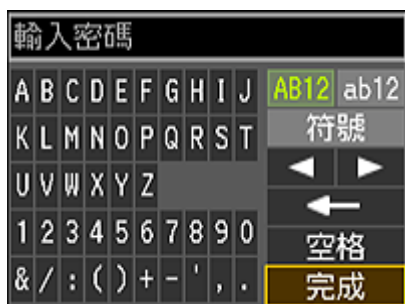 輸入密碼
A B C D E F G H I J AB12 ab12
K L M N O P Q R S T 符號
U V W X Y Z
1 2 3 4 5 6 7 8 9 0 空格
& / : ( ) + - ' , . 完成